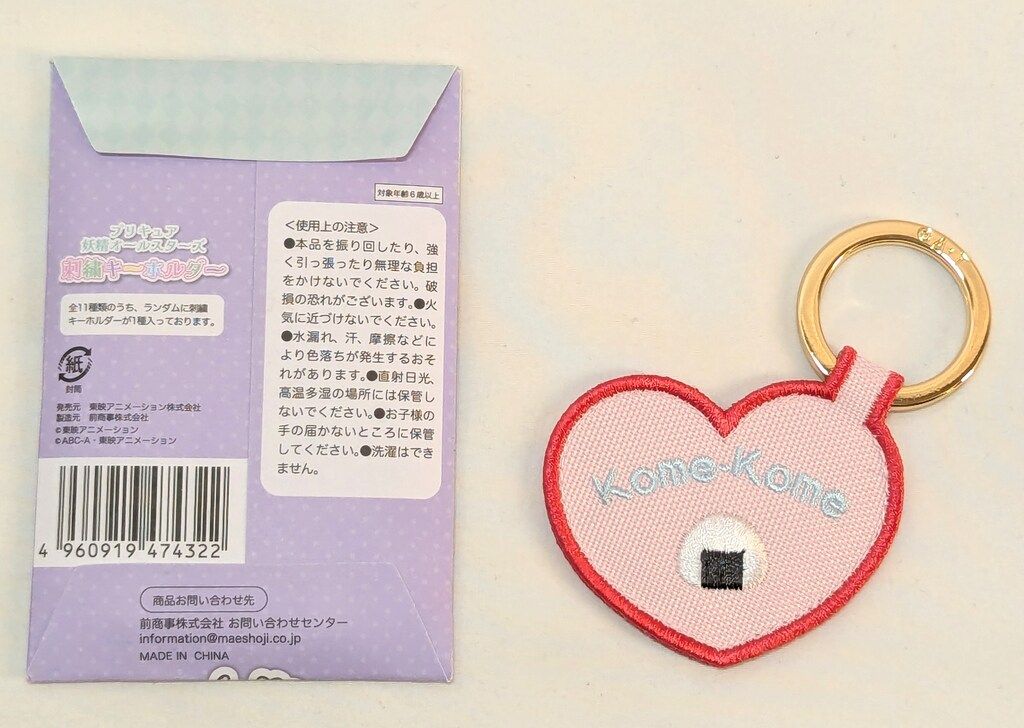 対象年齢6歳以上
プリキュア
妖精オールスターズ
刺繍キーホルダー
全11種類のうち、ランダムに刺繍
キーホルダーが1種入っております。
紙
封筒
発売元 東映アニメーション株式会社
製造元 前商事株式会社
©東映アニメーション
©ABC-A・東映アニメーション
4 960919 474322
<使用上の注意>
●本品を振り回したり、強
く引っ張ったり無理な負担
をかけないでください。破
損の恐れがございます。●火
気に近づけないでください。
●水漏れ、汗、摩擦などに
より色落ちが発生するおそ
れがあります。●直射日光、
高温多湿の場所には保管し
ないでください。●お子様の
手の届かないところに保管
してください。●洗濯はでき
ません。
商品お問い合わせ先
前商事株式会社 お問い合わせセンター
information@maeshoji.co.jp
MADE IN CHINA
Kome-Kome